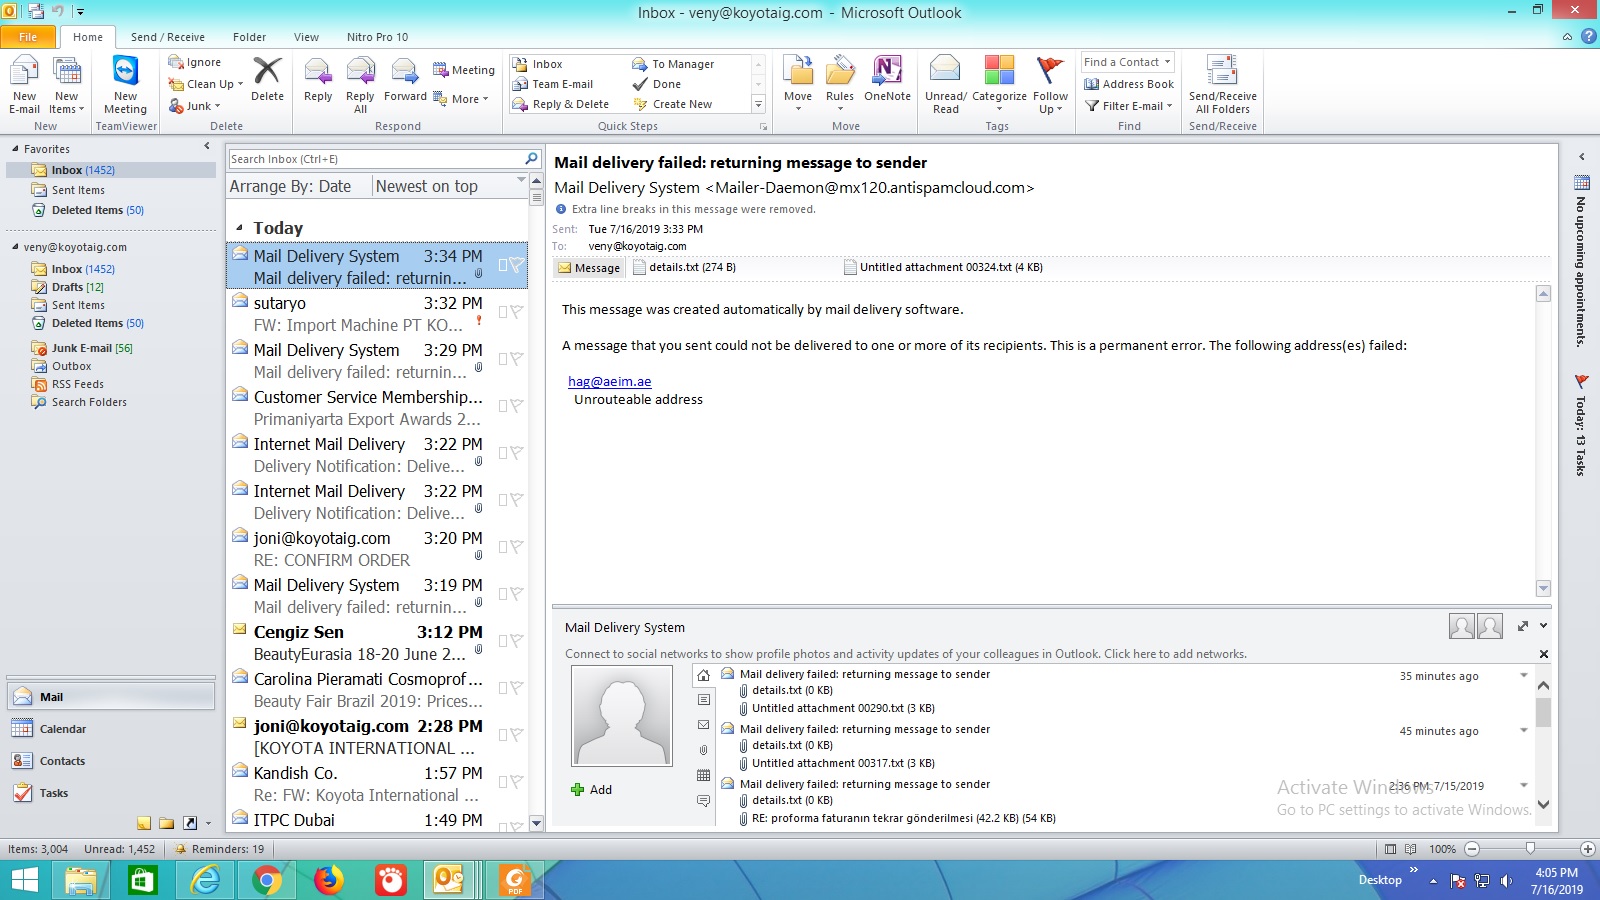 Inbox - veny@koyotaig.com - Microsoft Outlook
File
Home
Send / Receive
Folder
View
Nitro Pro 10
New E-mail
New Items
New
New Meeting
TeamViewer
Ignore
Clean Up
Junk
Delete
Delete
Reply
Reply All
Forward
Meeting
More
Respond
Inbox
Team E-mail
Reply & Delete
To Manager
Done
Create New
Quick Steps
Move
Rules
OneNote
Move
Unread/ Read
Categorize
Follow Up
Tags
Find a Contact
Address Book
Filter E-mail
Find
Send/Receive All Folders
Send/Receive
Favorites
Inbox (1452)
Sent Items
Deleted Items (50)
veny@koyotaig.com
Inbox (1452)
Drafts [12]
Sent Items
Deleted Items (50)
Junk E-mail [56]
Outbox
RSS Feeds
Search Folders
Mail
Calendar
Contacts
Tasks
Search Inbox (Ctrl+E)
Arrange By: Date
Newest on top
Today
Mail Delivery System 3:34 PM
Mail delivery failed: returnin...
sutaryo 3:32 PM
FW: Import Machine PT KO...
Mail Delivery System 3:29 PM
Mail delivery failed: returnin...
Customer Service Membership...
Primaniyarta Export Awards 2...
Internet Mail Delivery 3:22 PM
Delivery Notification: Delive...
Internet Mail Delivery 3:22 PM
Delivery Notification: Delive...
joni@koyotaig.com 3:20 PM
RE: CONFIRM ORDER
Mail Delivery System 3:19 PM
Mail delivery failed: returnin...
Cengiz Sen 3:12 PM
BeautyEurasia 18-20 June 2...
Carolina Pieramati Cosmoprof...
Beauty Fair Brazil 2019: Prices...
joni@koyotaig.com 2:28 PM
[KOYOTA INTERNATIONAL ...
Kandish Co. 1:57 PM
Re: FW: Koyota International ...
ITPC Dubai 1:49 PM
Mail delivery failed: returning message to sender
Mail Delivery System <Mailer-Daemon@mx120.antispamcloud.com>
Extra line breaks in this message were removed.
Sent: Tue 7/16/2019 3:33 PM
To: veny@koyotaig.com
Message
details.txt (274 B)
Untitled attachment 00324.txt (4 KB)
This message was created automatically by mail delivery software.
A message that you sent could not be delivered to one or more of its recipients. This is a permanent error. The following address(es) failed:
hag@aeim.ae
Unrouteable address
Mail Delivery System
Connect to social networks to show profile photos and activity updates of your colleagues in Outlook. Click here to add networks.
Add
Mail delivery failed: returning message to sender 35 minutes ago
details.txt (0 KB)
Untitled attachment 00290.txt (3 KB)
Mail delivery failed: returning message to sender 45 minutes ago
details.txt (0 KB)
Untitled attachment 00317.txt (3 KB)
Mail delivery failed: returning message to sender 2:36 PM 7/15/2019
details.txt (0 KB)
RE: proforma faturanın tekrar gönderilmesi (42.2 KB) (54 KB)
Activate Windows
Go to PC settings to activate Windows.
No upcoming appointments.
Today: 13 Tasks
Items: 3,004
Unread: 1,452
Reminders: 19
100%
PDF
Desktop
4:05 PM
7/16/2019